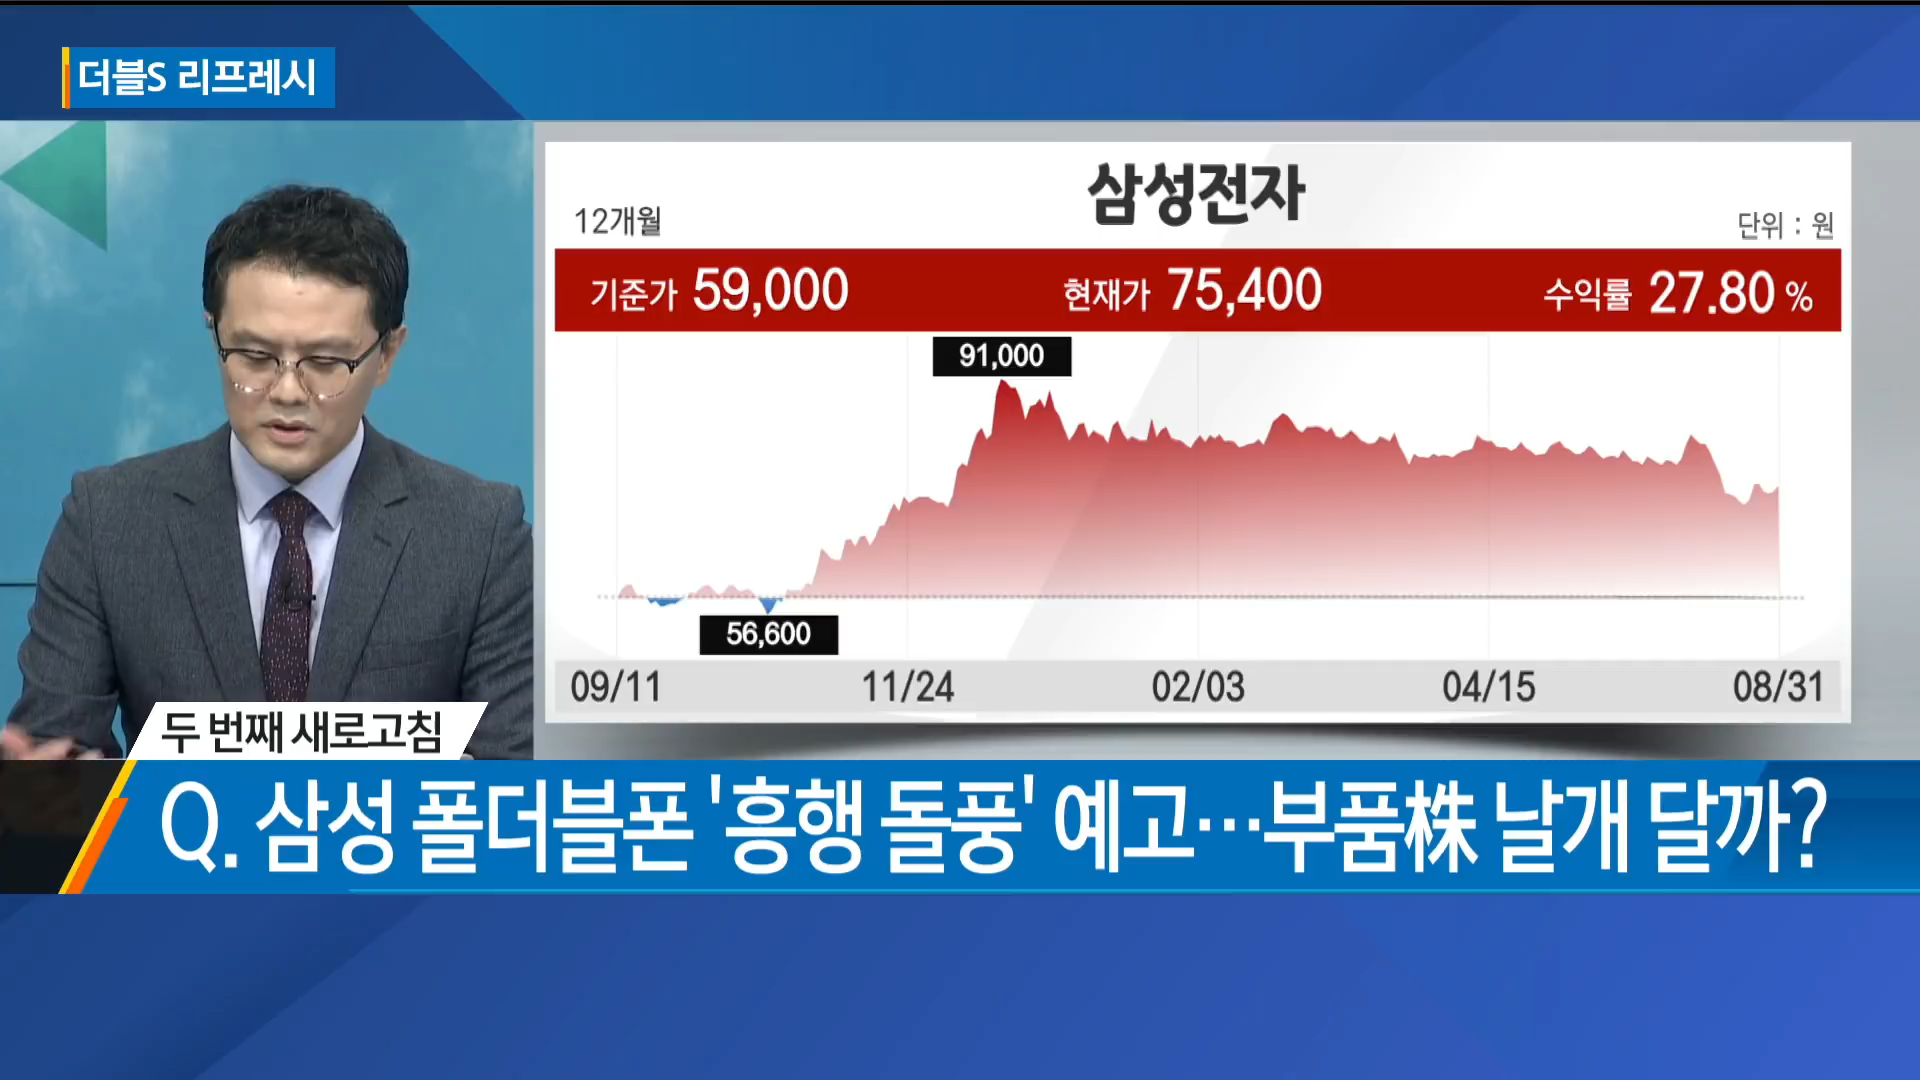 더블S 리프레시
삼성전자
12개월
단위 : 원
기준가 59,000 현재가 75,400 수익률 27.80 %
91,000
56,600
09/11 11/24 02/03 04/15 08/31
두 번째 새로고침
Q. 삼성 폴더블폰 '흥행 돌풍' 예고…부품株 날개 달까?